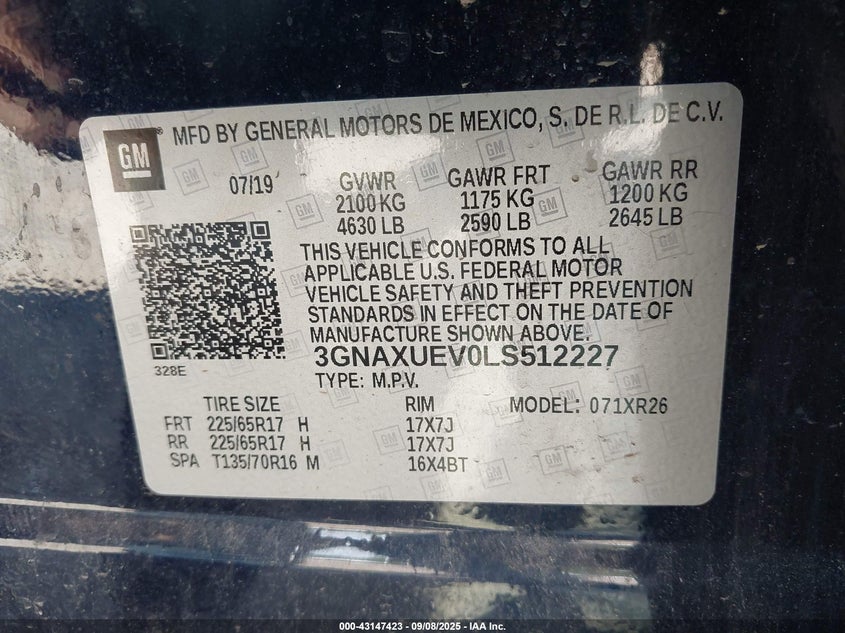 GM
MFD BY GENERAL MOTORS DE MEXICO, S. DE R.L. DE C.V.
07/19 GVWR GAWR FRT GAWR RR
2100 KG 1175 KG 1200 KG
4630 LB 2590 LB 2645 LB
THIS VEHICLE CONFORMS TO ALL
APPLICABLE U.S. FEDERAL MOTOR
VEHICLE SAFETY AND THEFT PREVENTION
STANDARDS IN EFFECT ON THE DATE OF
MANUFACTURE SHOWN ABOVE.
328E
3GNAXUEV0LS512227
TYPE: M.P.V.
TIRE SIZE RIM MODEL: 071XR26
FRT 225/65R17 H 17X7J
RR 225/65R17 H 17X7J
SPA T135/70R16 M 16X4BT
000-43147423 - 09/08/2025 - IAA Inc.